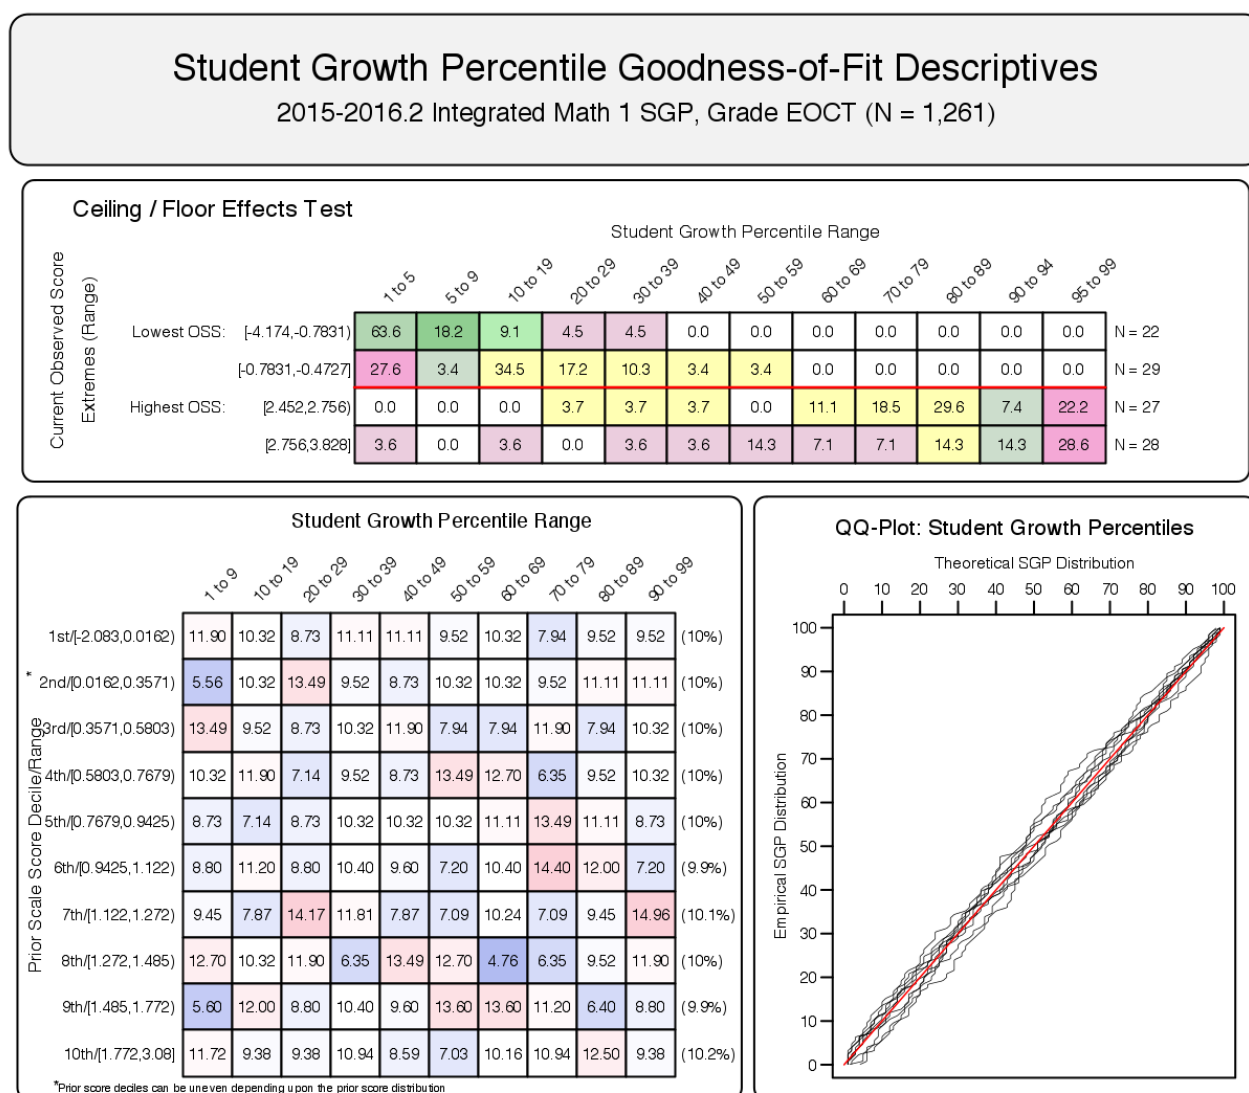 Student Growth Percentile Goodness-of-Fit Descriptives
2015-2016.2 Integrated Math 1 SGP, Grade EOCT (N = 1,261)
Ceiling / Floor Effects Test
Student Growth Percentile Range
Current Observed Score
Extremes (Range)
1 to 5 5 to 9 10 to 19 20 to 29 30 to 39 40 to 49 50 to 59 60 to 69 70 to 79 80 to 89 90 to 94 95 to 99
Lowest OSS: [-4.174,-0.7831) 63.6 18.2 9.1 4.5 4.5 0.0 0.0 0.0 0.0 0.0 0.0 0.0 N = 22
[-0.7831,-0.4727] 27.6 3.4 34.5 17.2 10.3 3.4 3.4 0.0 0.0 0.0 0.0 0.0 N = 29
Highest OSS: [2.452,2.756) 0.0 0.0 0.0 3.7 3.7 3.7 0.0 11.1 18.5 29.6 7.4 22.2 N = 27
[2.756,3.828] 3.6 0.0 3.6 0.0 3.6 3.6 14.3 7.1 7.1 14.3 14.3 28.6 N = 28
Student Growth Percentile Range
1 to 9 10 to 19 20 to 29 30 to 39 40 to 49 50 to 59 60 to 69 70 to 79 80 to 89 90 to 99
* Prior Scale Score Decile/Range
1st/[-2.083,0.0162) 11.90 10.32 8.73 11.11 11.11 9.52 10.32 7.94 9.52 9.52 (10%)
2nd/[0.0162,0.3571) 5.56 10.32 13.49 9.52 8.73 10.32 10.32 9.52 11.11 11.11 (10%)
3rd/[0.3571,0.5803) 13.49 9.52 8.73 10.32 11.90 7.94 7.94 11.90 7.94 10.32 (10%)
4th/[0.5803,0.7679) 10.32 11.90 7.14 9.52 8.73 13.49 12.70 6.35 9.52 10.32 (10%)
5th/[0.7679,0.9425) 8.73 7.14 8.73 10.32 10.32 10.32 11.11 13.49 11.11 8.73 (10%)
6th/[0.9425,1.122) 8.80 11.20 8.80 10.40 9.60 7.20 10.40 14.40 12.00 7.20 (9.9%)
7th/[1.122,1.272) 9.45 7.87 14.17 11.81 7.87 7.09 10.24 7.09 9.45 14.96 (10.1%)
8th/[1.272,1.485) 12.70 10.32 11.90 6.35 13.49 12.70 4.76 6.35 9.52 11.90 (10%)
9th/[1.485,1.772) 5.60 12.00 8.80 10.40 9.60 13.60 13.60 11.20 6.40 8.80 (9.9%)
10th/[1.772,3.08] 11.72 9.38 9.38 10.94 8.59 7.03 10.16 10.94 12.50 9.38 (10.2%)
*Prior score deciles can be uneven depending upon the prior score distribution
QQ-Plot: Student Growth Percentiles
Theoretical SGP Distribution
0 10 20 30 40 50 60 70 80 90 100
Empirical SGP Distribution
100
90
80
70
60
50
40
30
20
10
0